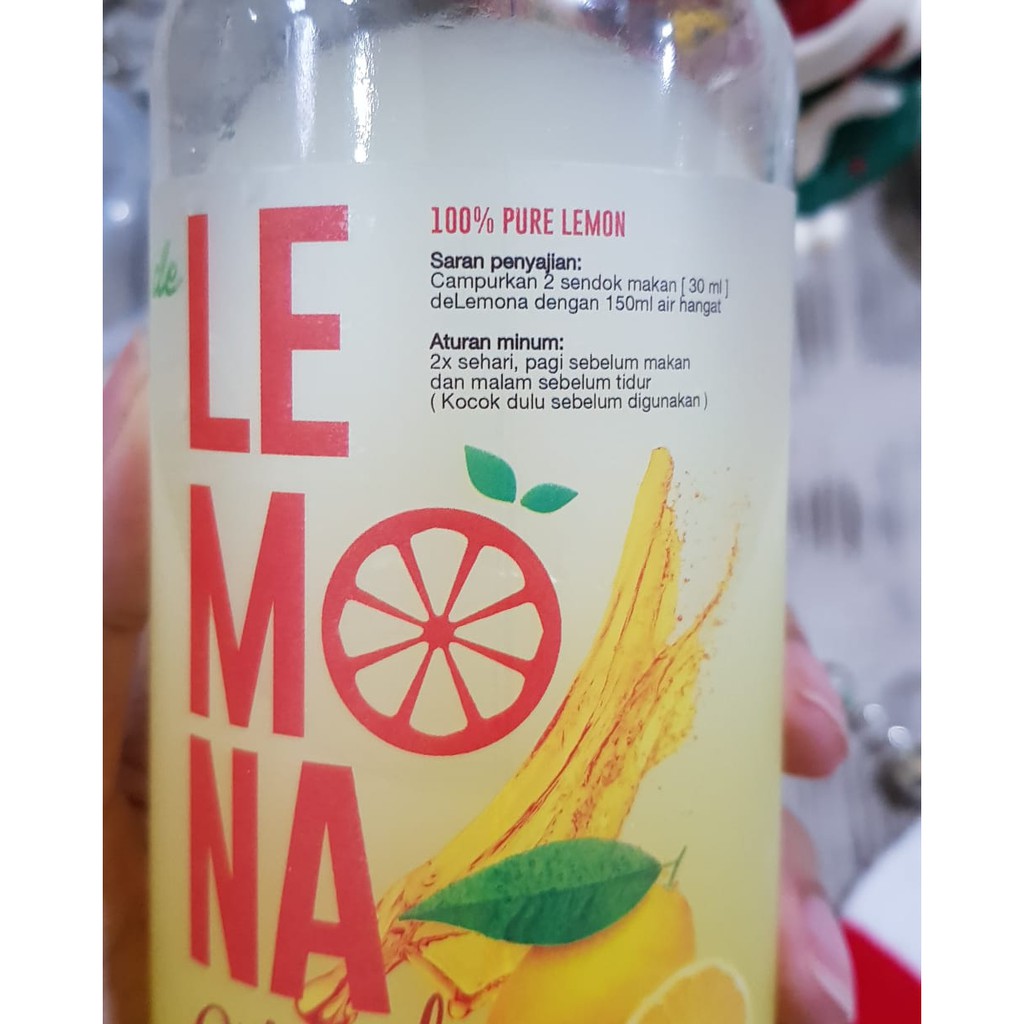 de
LE
MO
NA
100% PURE LEMON
Saran penyajian:
Campurkan 2 sendok makan [ 30 ml ]
deLemona dengan 150ml air hangat
Aturan minum:
2x sehari, pagi sebelum makan
dan malam sebelum tidur
( Kocok dulu sebelum digunakan )